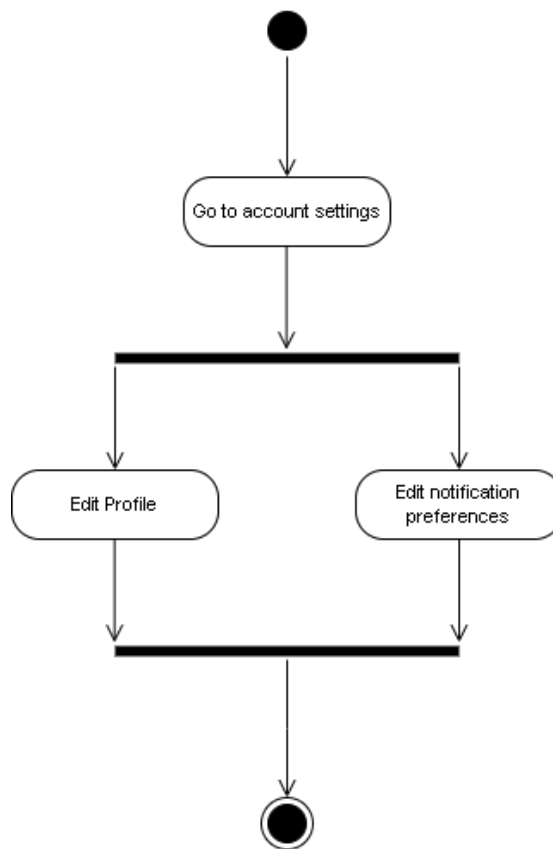 Go to account settings
Edit Profile
Edit notification
preferences